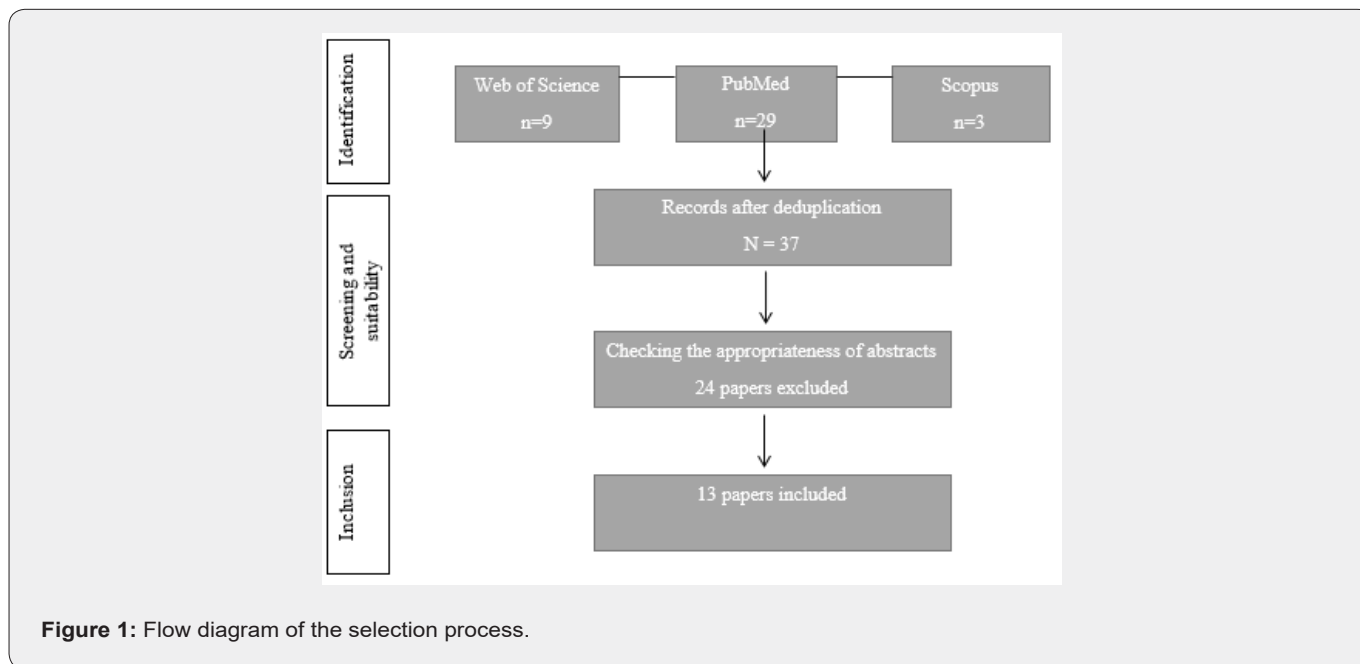 Identification
Web of Science
n=9
PubMed
n=29
Scopus
n=3
Screening and
suitability
Records after deduplication
N = 37
Checking the appropriateness of abstracts
24 papers excluded
Inclusion
13 papers included
Figure 1: Flow diagram of the selection process.